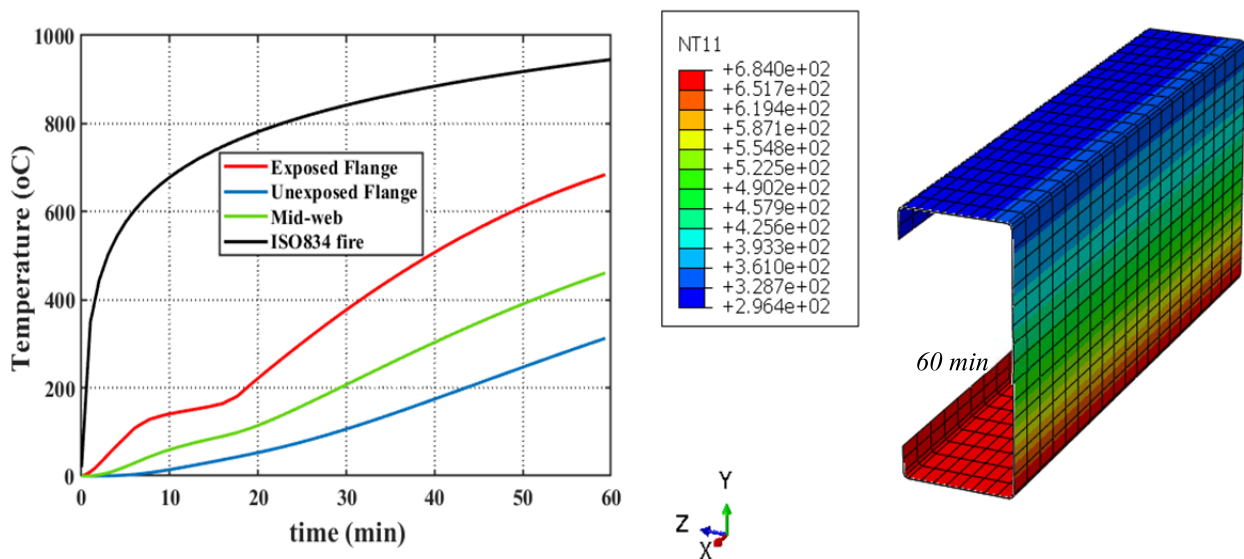 1000
800
600
400
200
0
Temperature (oC)
Exposed Flange
Unexposed Flange
Mid-web
ISO834 fire
0 10 20 30 40 50 60
time (min)
NT11
+6.840e+02
+6.517e+02
+6.194e+02
+5.871e+02
+5.548e+02
+5.225e+02
+4.902e+02
+4.579e+02
+4.256e+02
+3.933e+02
+3.610e+02
+3.287e+02
+2.964e+02
60 min
Y
Z
X